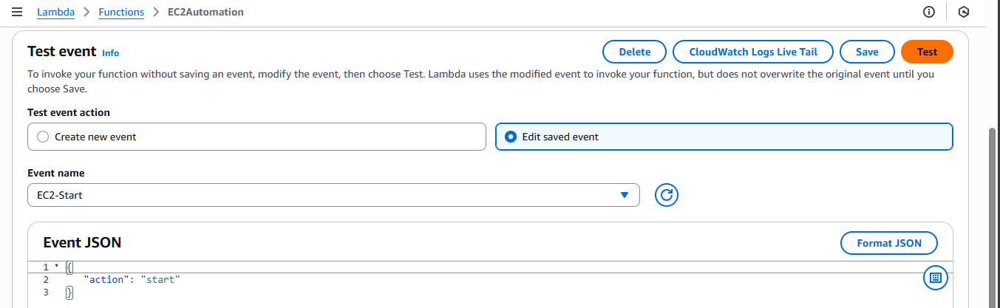 Lambda > Functions > EC2Automation
Test event Info Delete CloudWatch Logs Live Tail Save Test
To invoke your function without saving an event, modify the event, then choose Test. Lambda uses the modified event to invoke your function, but does not overwrite the original event until you
choose Save.
Test event action
Create new event Edit saved event
Event name
EC2-Start
Event JSON Format JSON
1 {
2 "action": "start"
3 }